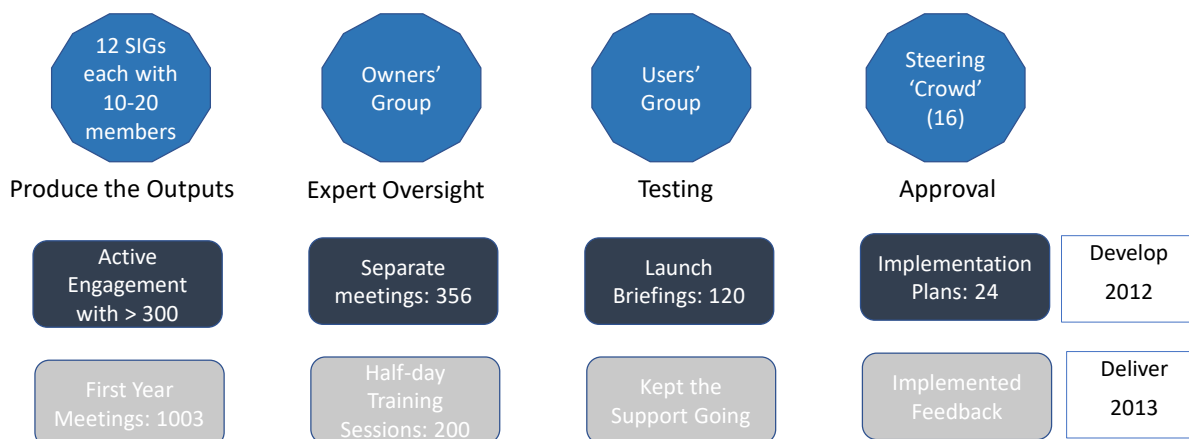 12 SIGs
each with
10-20
members
Owners’
Group
Users’
Group
Steering
‘Crowd’
(16)
Produce the Outputs
Expert Oversight
Testing
Approval
Active
Engagement
with > 300
Separate
meetings: 356
Launch
Briefings: 120
Implementation
Plans: 24
Develop
2012
First Year
Meetings: 1003
Half-day
Training
Sessions: 200
Kept the
Support Going
Implemented
Feedback
Deliver
2013